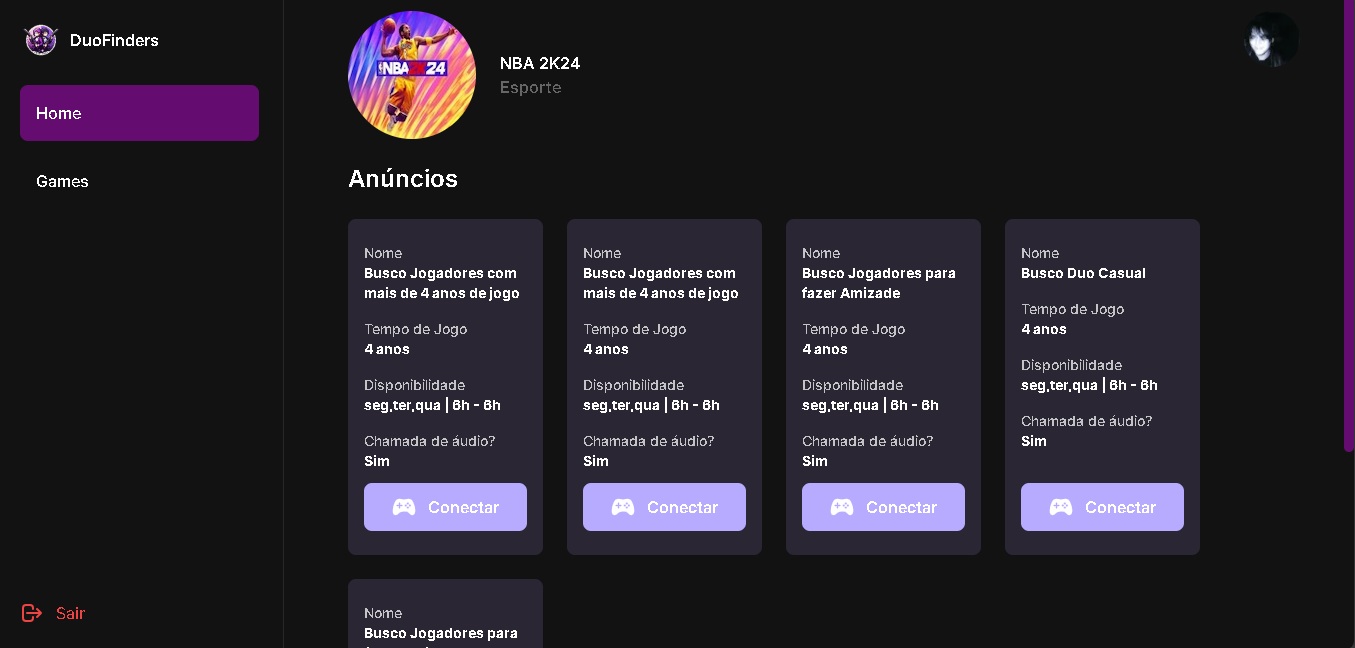 DuoFinders
Home
Games
Sair
NBA 2K24
NBA 2K24
Esporte
Anúncios
Nome
Busco Jogadores com
mais de 4 anos de jogo
Tempo de Jogo
4 anos
Disponibilidade
seg,ter,qua | 6h - 6h
Chamada de áudio?
Sim
Conectar
Nome
Busco Jogadores com
mais de 4 anos de jogo
Tempo de Jogo
4 anos
Disponibilidade
seg,ter,qua | 6h - 6h
Chamada de áudio?
Sim
Conectar
Nome
Busco Jogadores para
fazer Amizade
Tempo de Jogo
4 anos
Disponibilidade
seg,ter,qua | 6h - 6h
Chamada de áudio?
Sim
Conectar
Nome
Busco Duo Casual
Tempo de Jogo
4 anos
Disponibilidade
seg,ter,qua | 6h - 6h
Chamada de áudio?
Sim
Conectar
Nome
Busco Jogadores para